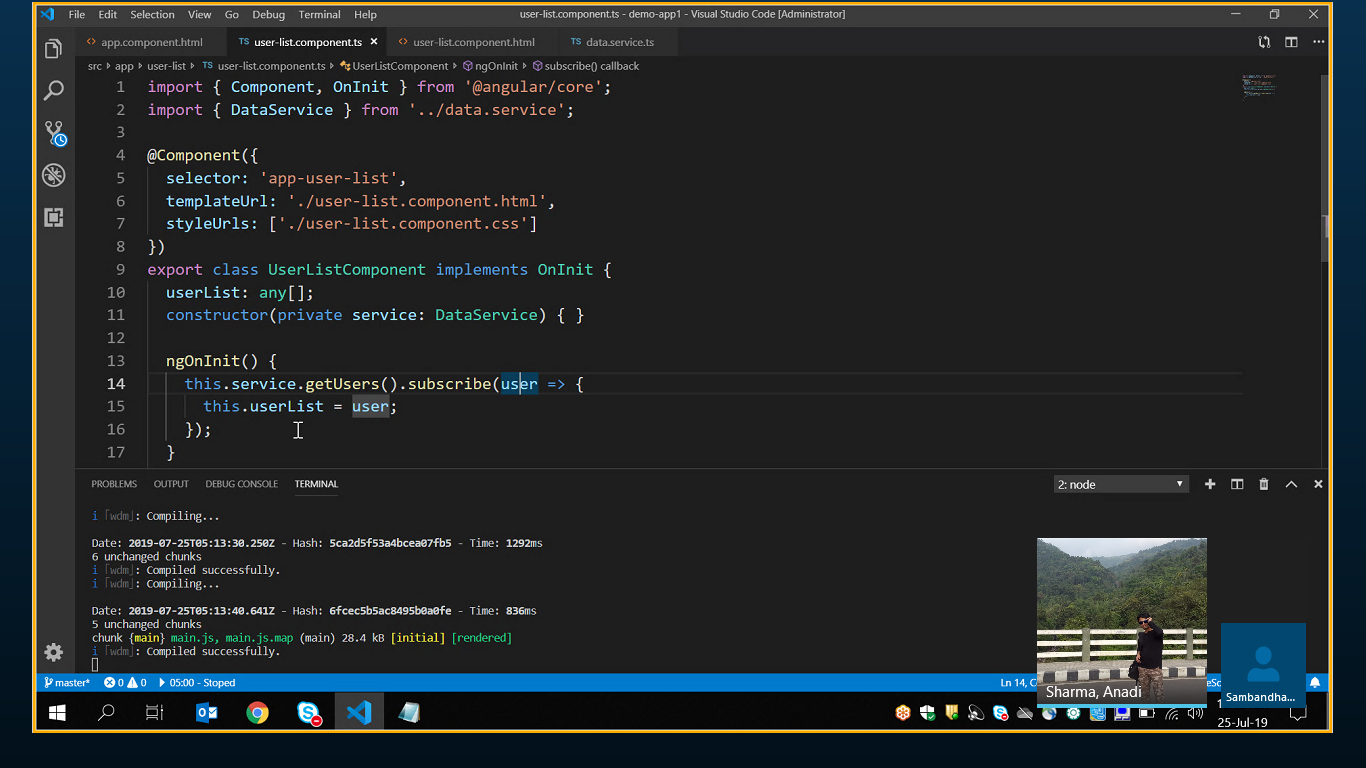 File Edit Selection View Go Debug Terminal Help
user-list.component.ts - demo-app1 - Visual Studio Code [Administrator]
<> app.component.html
TS user-list.component.ts ×
<> user-list.component.html
TS data.service.ts
src > app > user-list > TS user-list.component.ts > UserListComponent > ngOnInit > subscribe() callback
1 import { Component, OnInit } from '@angular/core';
2 import { DataService } from '../data.service';
3
4 @Component({
5 selector: 'app-user-list',
6 templateUrl: './user-list.component.html',
7 styleUrls: ['./user-list.component.css']
8 })
9 export class UserListComponent implements OnInit {
10 userList: any[];
11 constructor(private service: DataService) { }
12
13 ngOnInit() {
14 this.service.getUsers().subscribe(user => {
15 this.userList = user;
16 });
17 }
PROBLEMS OUTPUT DEBUG CONSOLE TERMINAL
2: node
i ｢wdm｣: Compiling...
Date: 2019-07-25T05:13:30.250Z - Hash: 5ca2d5f53a4bcea07fb5 - Time: 1292ms
6 unchanged chunks
i ｢wdm｣: Compiled successfully.
i ｢wdm｣: Compiling...
Date: 2019-07-25T05:13:40.641Z - Hash: 6fcec5b5ac8495b0a0fe - Time: 836ms
5 unchanged chunks
chunk {main} main.js, main.js.map (main) 28.4 kB [initial] [rendered]
i ｢wdm｣: Compiled successfully.
master* 0 0 05:00 - Stoped
Ln 14,
Sharma, Anadi
Sambandha...
25-Jul-19